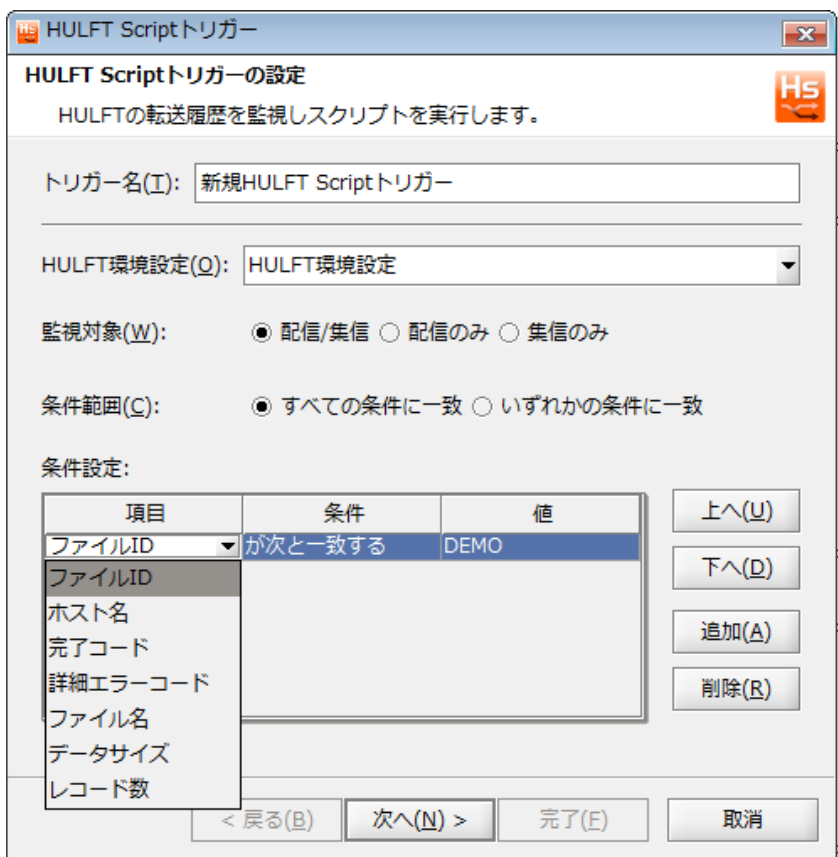 HULFT Scriptトリガー
HULFT Scriptトリガーの設定
Hs
HULFTの転送履歴を監視しスクリプトを実行します。
トリガー名(T): 新規HULFT Scriptトリガー
HULFT環境設定(O): HULFT環境設定
監視対象(W): 配信/集信 配信のみ 集信のみ
条件範囲(C): すべての条件に一致 いずれかの条件に一致
条件設定:
項目 条件 値
ファイルID が次と一致する DEMO
ファイルID
ホスト名
完了コード
詳細エラーコード
ファイル名
データサイズ
レコード数
上へ(U)
下へ(D)
追加(A)
削除(R)
< 戻る(B) 次へ(N) > 完了(F) 取消